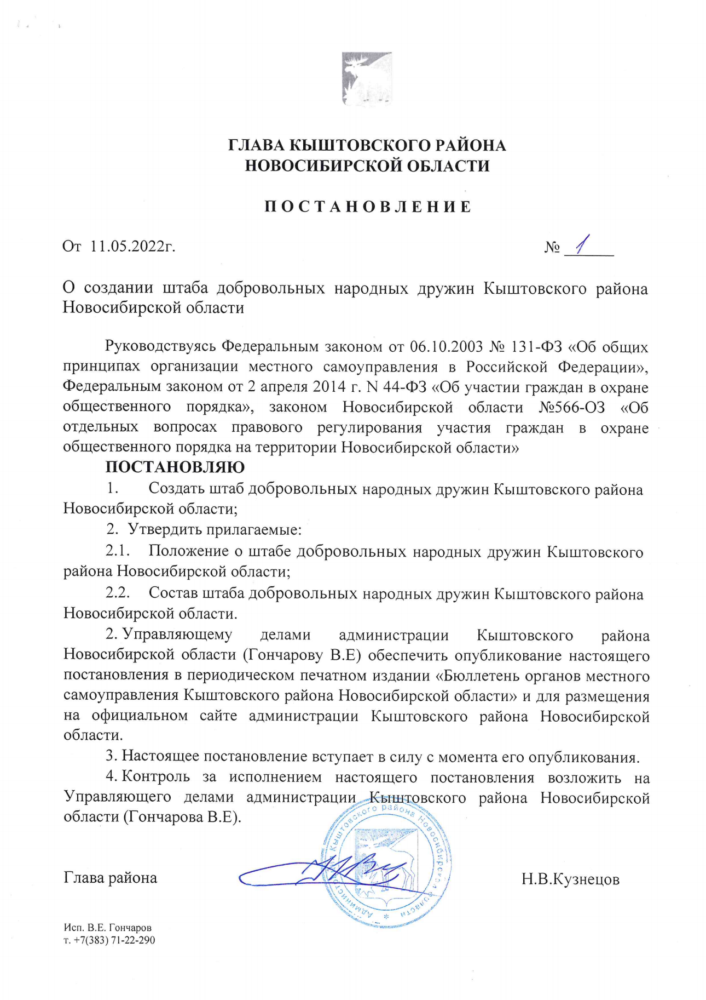 ГЛАВА КЫШТОВСКОГО РАЙОНА
НОВОСИБИРСКОЙ ОБЛАСТИ
П О С Т А Н О В Л Е Н И Е
От 11.05.2022г. № 1
О создании штаба добровольных народных дружин Кыштовского района
Новосибирской области
Руководствуясь Федеральным законом от 06.10.2003 № 131-ФЗ «Об общих
принципах организации местного самоуправления в Российской Федерации»,
Федеральным законом от 2 апреля 2014 г. N 44-ФЗ «Об участии граждан в охране
общественного порядка», законом Новосибирской области №566-ОЗ «Об
отдельных вопросах правового регулирования участия граждан в охране
общественного порядка на территории Новосибирской области»
ПОСТАНОВЛЯЮ
1. Создать штаб добровольных народных дружин Кыштовского района
Новосибирской области;
2. Утвердить прилагаемые:
2.1. Положение о штабе добровольных народных дружин Кыштовского
района Новосибирской области;
2.2. Состав штаба добровольных народных дружин Кыштовского района
Новосибирской области.
2. Управляющему делами администрации Кыштовского района
Новосибирской области (Гончарову В.Е) обеспечить опубликование настоящего
постановления в периодическом печатном издании «Бюллетень органов местного
самоуправления Кыштовского района Новосибирской области» и для размещения
на официальном сайте администрации Кыштовского района Новосибирской
области.
3. Настоящее постановление вступает в силу с момента его опубликования.
4. Контроль за исполнением настоящего постановления возложить на
Управляющего делами администрации Кыштовского района Новосибирской
области (Гончарова В.Е).
Администрация Кыштовского района Новосибирской области *
Глава района Н.В.Кузнецов
Исп. В.Е. Гончаров
т. +7(383) 71-22-290